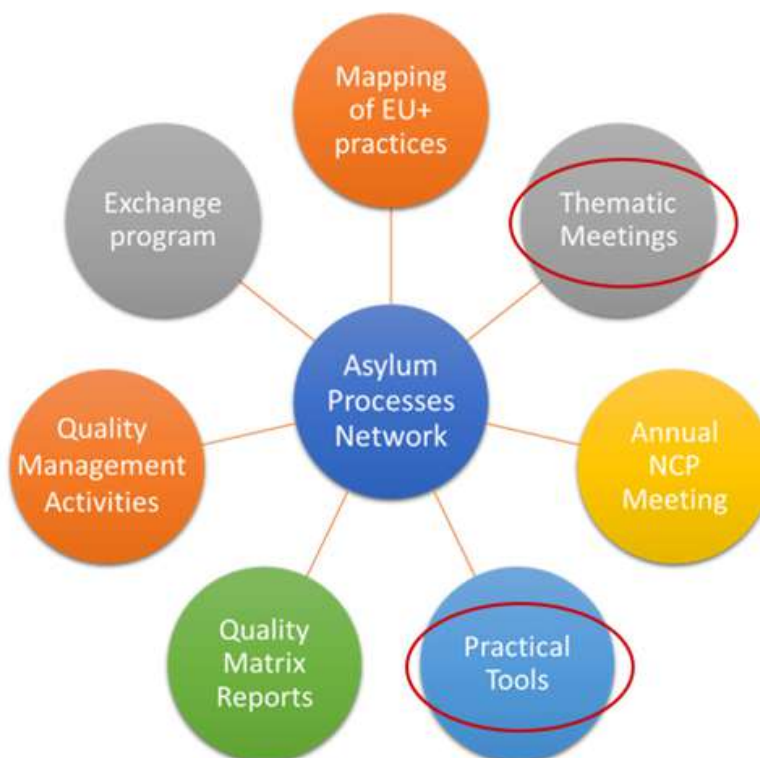 Mapping
of EU+
practices
Exchange
program
Thematic
Meetings
Asylum
Processes
Network
Quality
Management
Activities
Annual
NCP
Meeting
Quality
Matrix
Reports
Practical
Tools